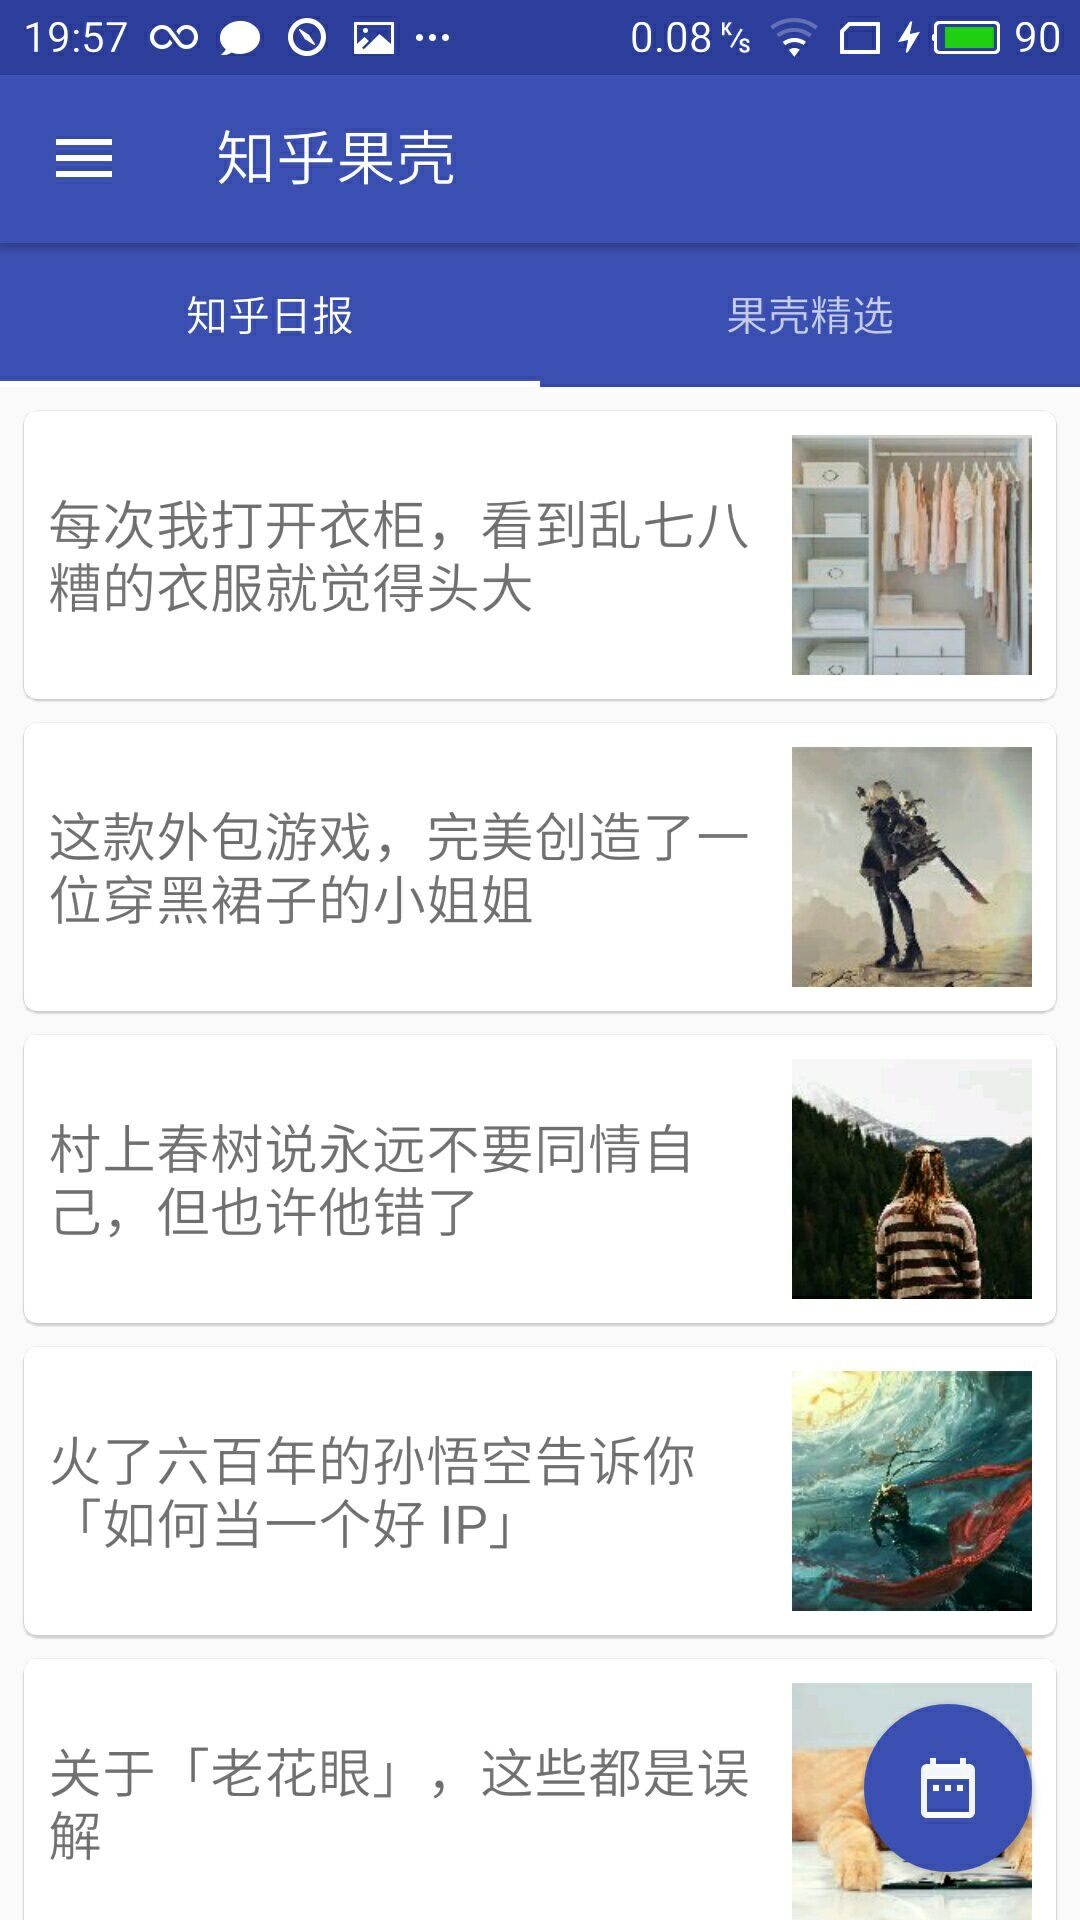 19:57
0.08 K/s
90
知乎果壳
知乎日报
果壳精选
每次我打开衣柜，看到乱七八
糟的衣服就觉得头大
这款外包游戏，完美创造了一
位穿黑裙子的小姐姐
村上春树说永远不要同情自
己，但也许他错了
火了六百年的孙悟空告诉你
「如何当一个好 IP」
关于「老花眼」，这些都是误
解